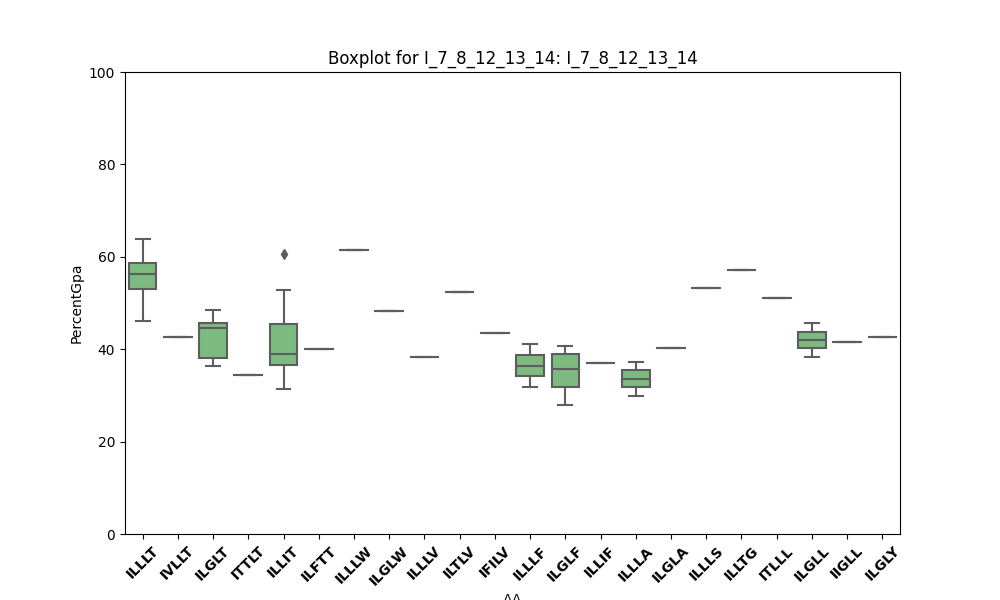 Boxplot for I_7_8_12_13_14: I_7_8_12_13_14
100
80
60
40
20
0
PercentGpa
ILLLT IVLLT ILGLT ITTLT ILLIT ILFTT ILLLW ILGLW ILLLV ILTLV IFILV ILLLF ILGLF ILLIF ILLLA ILGLA ILLLS ILLTG ITLLL ILGLL IIGLL ILGLY
AA